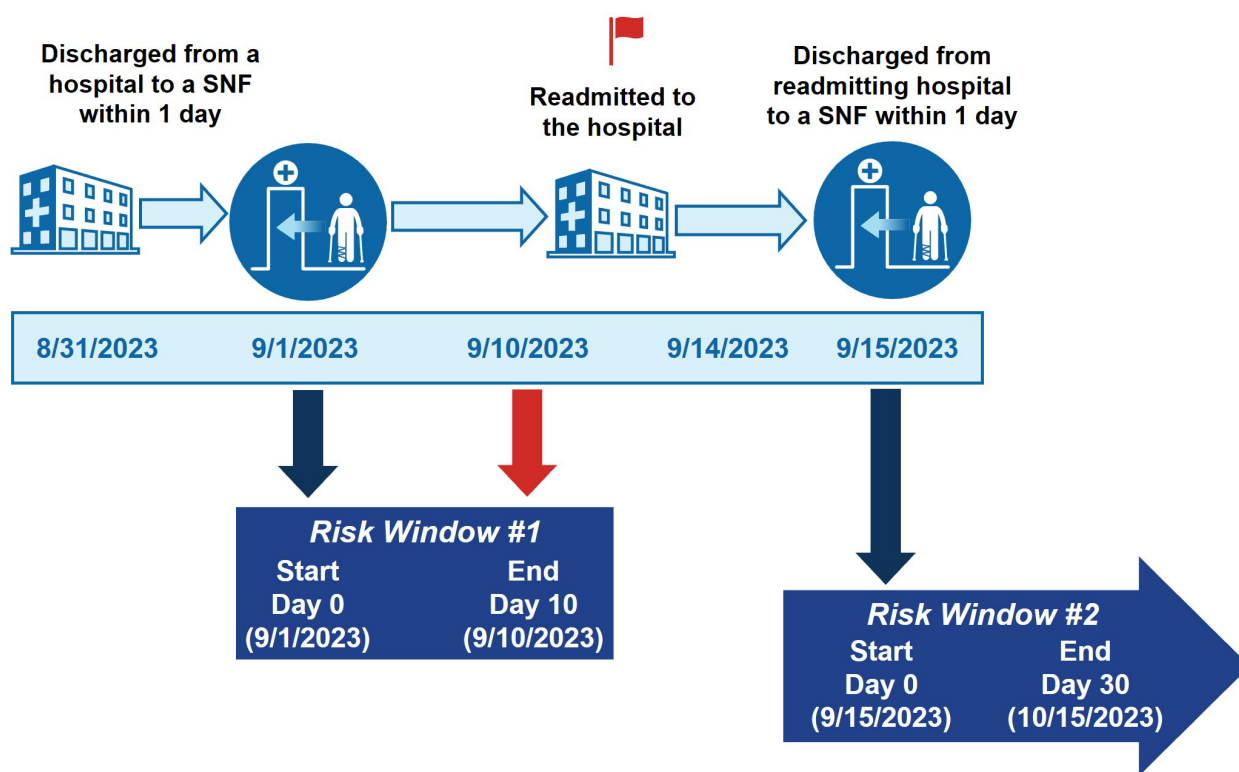 Discharged from a
hospital to a SNF
within 1 day
Readmitted to
the hospital
Discharged from
readmitting hospital
to a SNF within 1 day
8/31/2023
9/1/2023
9/10/2023
9/14/2023
9/15/2023
Risk Window #1
Start
Day 0
(9/1/2023)
End
Day 10
(9/10/2023)
Risk Window #2
Start
Day 0
(9/15/2023)
End
Day 30
(10/15/2023)